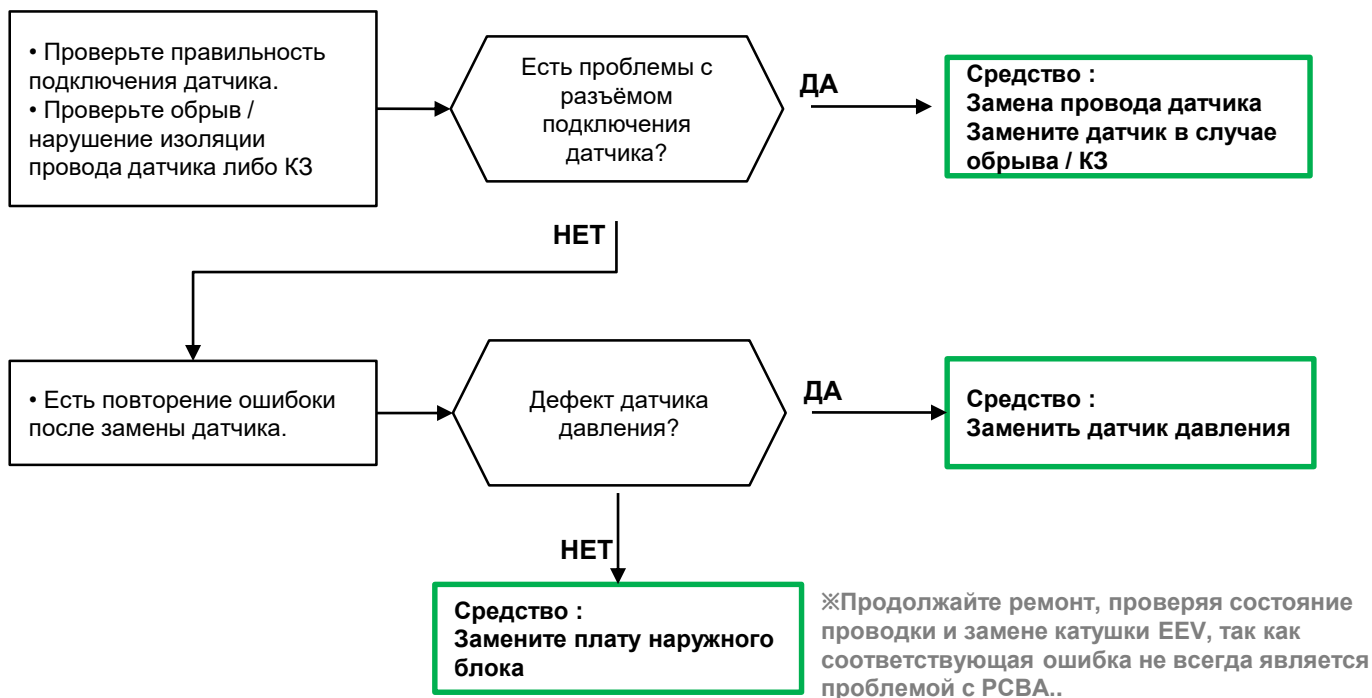 • Проверьте правильность
подключения датчика.
• Проверьте обрыв /
нарушение изоляции
провода датчика либо КЗ
Есть проблемы с
разъёмом
подключения
датчика?
ДА
Средство :
Замена провода датчика
Замените датчик в случае
обрыва / КЗ
НЕТ
• Есть повторение ошибоки
после замены датчика.
Дефект датчика
давления?
ДА
Средство :
Заменить датчик давления
НЕТ
Средство :
Замените плату наружного
блока
※Продолжайте ремонт, проверяя состояние
проводки и замене катушки EEV, так как
соответствующая ошибка не всегда является
проблемой с PCBA..